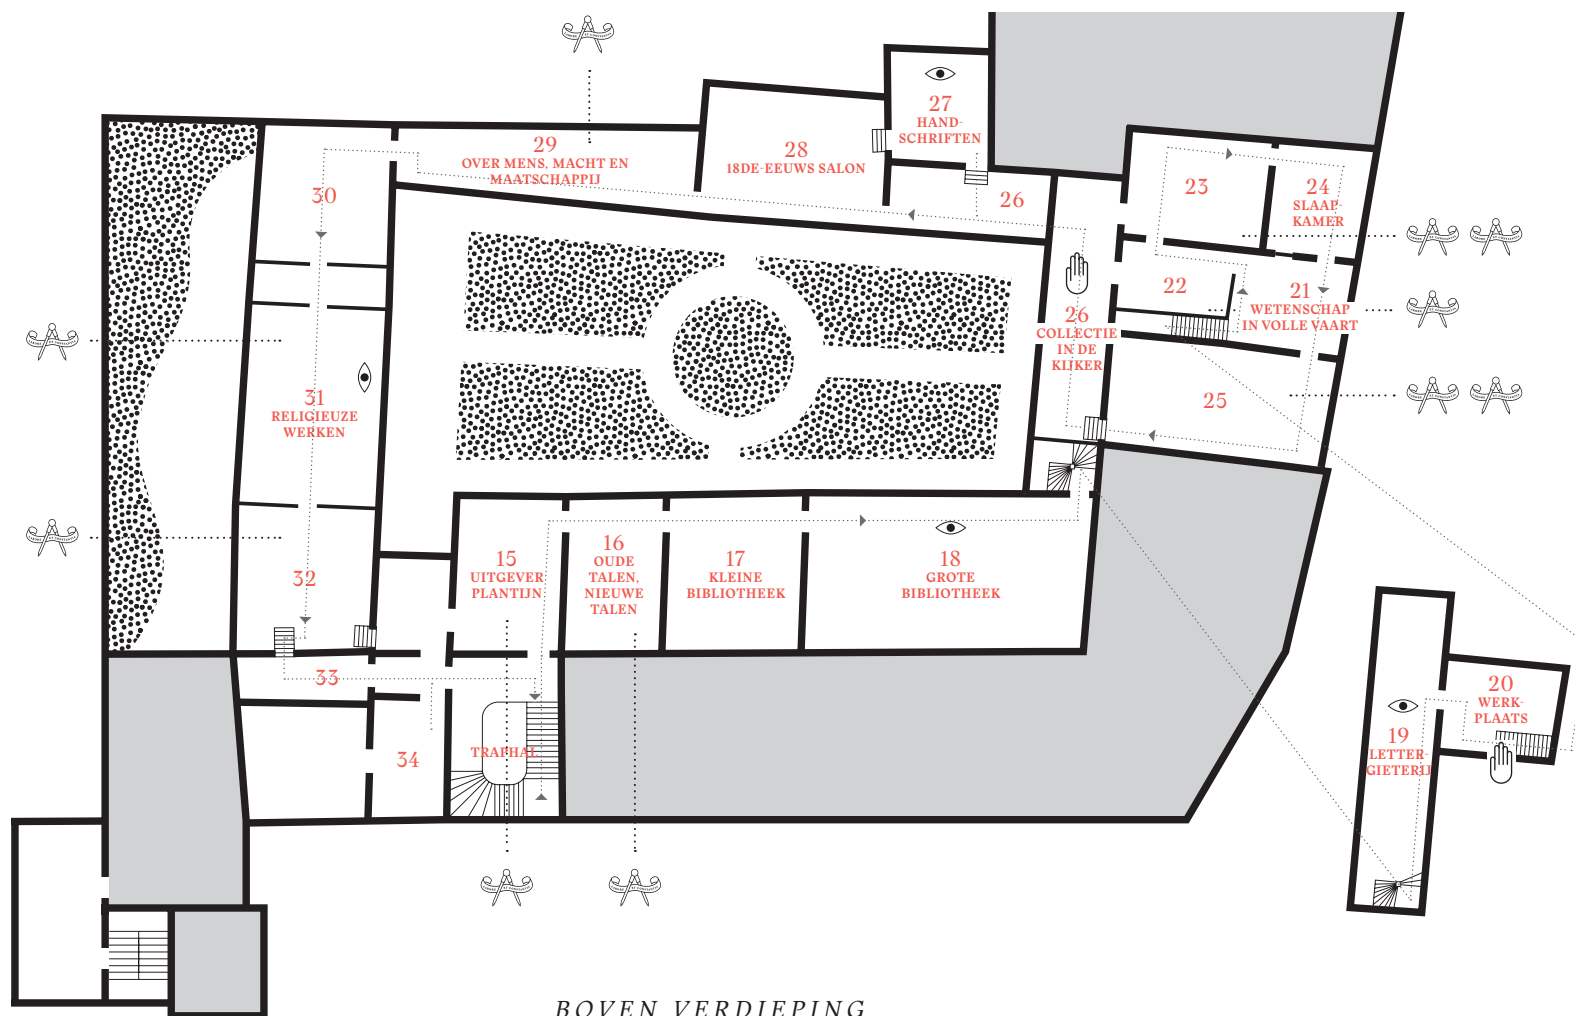 27
HAND-
SCHRIFTEN
29
OVER MENS, MACHT EN
MAATSCHAPPIJ
28
18DE-EEUWS SALON
26
23
24
SLAAP-
KAMER
30
22
21
WETENSCHAP
IN VOLLE VAART
26
COLLECTIE
IN DE
KIJKER
25
31
RELIGIEUZE
WERKEN
32
15
UITGEVER
PLANTIJN
16
OUDE
TALEN,
NIEUWE
TALEN
17
KLEINE
BIBLIOTHEEK
18
GROTE
BIBLIOTHEEK
33
34
TRAPHAL
19
LETTER-
GIETERIJ
20
WERK-
PLAATS
BOVEN VERDIEPING